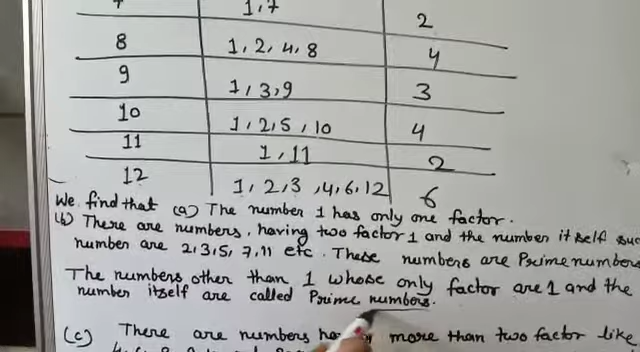 7 1,7 2
8 1, 2, 4, 8 4
9 1, 3, 9 3
10 1, 2, 5, 10 4
11 1, 11 2
12 1, 2, 3, 4, 6, 12 6
We find that (a) The number 1 has only one factor.
(b) There are numbers, having two factor 1 and the number it self suc
number are 2,3,5, 7, 11 etc. These numbers are Prime numbers
The numbers other than 1 whose only factor are 1 and the
number itself are called Prime numbers.
(c) There are numbers more than two factor like